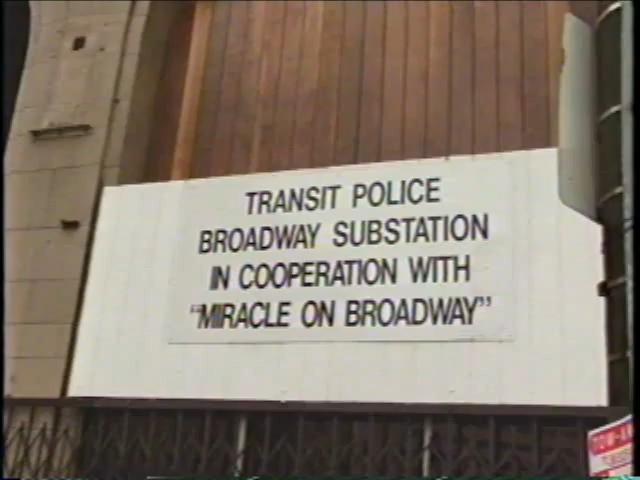 TRANSIT POLICE
BROADWAY SUBSTATION
IN COOPERATION WITH
"MIRACLE ON BROADWAY"